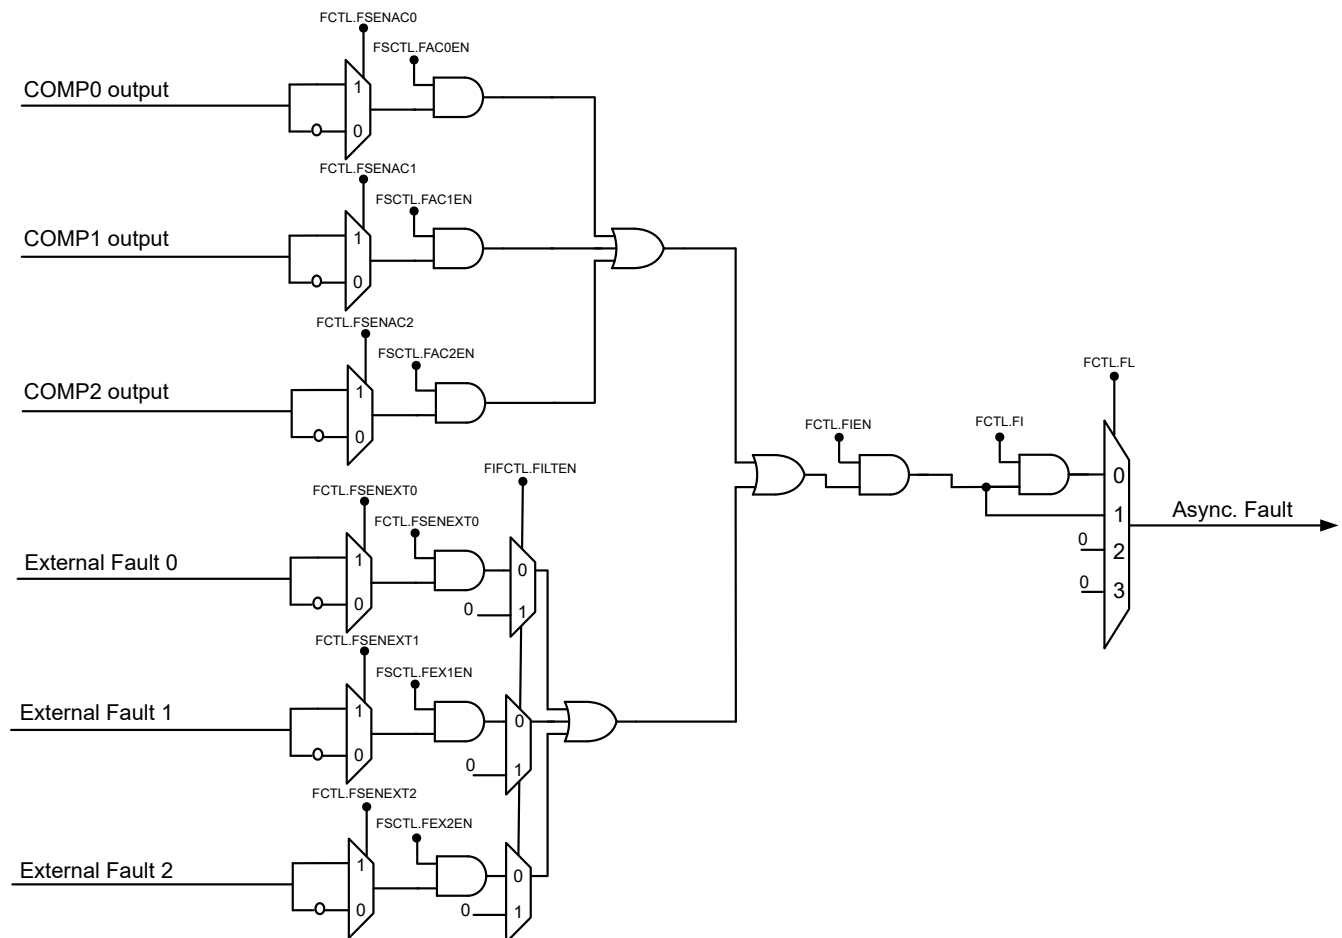 FCTL.FSENAC0
FSCTL.FAC0EN
COMP0 output
1
0
FCTL.FSENAC1
FSCTL.FAC1EN
COMP1 output
1
0
FCTL.FSENAC2
FSCTL.FAC2EN
COMP2 output
1
0
FCTL.FL
FCTL.FIEN
FCTL.FI
0
1
0
2
0
3
Async. Fault
FIFCTL.FILTEN
FCTL.FSENEXT0
FCTL.FSENEXT0
External Fault 0
1
0
0
0
1
FCTL.FSENEXT1
FSCTL.FEX1EN
External Fault 1
1
0
0
0
1
FCTL.FSENEXT2
FSCTL.FEX2EN
External Fault 2
1
0
0
0
1